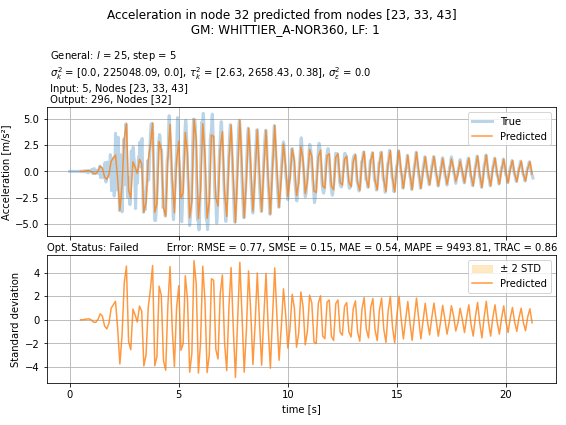 Acceleration in node 32 predicted from nodes [23, 33, 43]
GM: WHITTIER_A-NOR360, LF: 1
General: l = 25, step = 5
σ²ₖ = [0.0, 225048.09, 0.0], τ²ₖ = [2.63, 2658.43, 0.38], σ²ε = 0.0
Input: 5, Nodes [23, 33, 43]
Output: 296, Nodes [32]
Acceleration [m/s²]
5.0
2.5
0.0
−2.5
−5.0
True
Predicted
Opt. Status: Failed Error: RMSE = 0.77, SMSE = 0.15, MAE = 0.54, MAPE = 9493.81, TRAC = 0.86
Standard deviation
4
2
0
−2
−4
± 2 STD
Predicted
0 5 10 15 20
time [s]